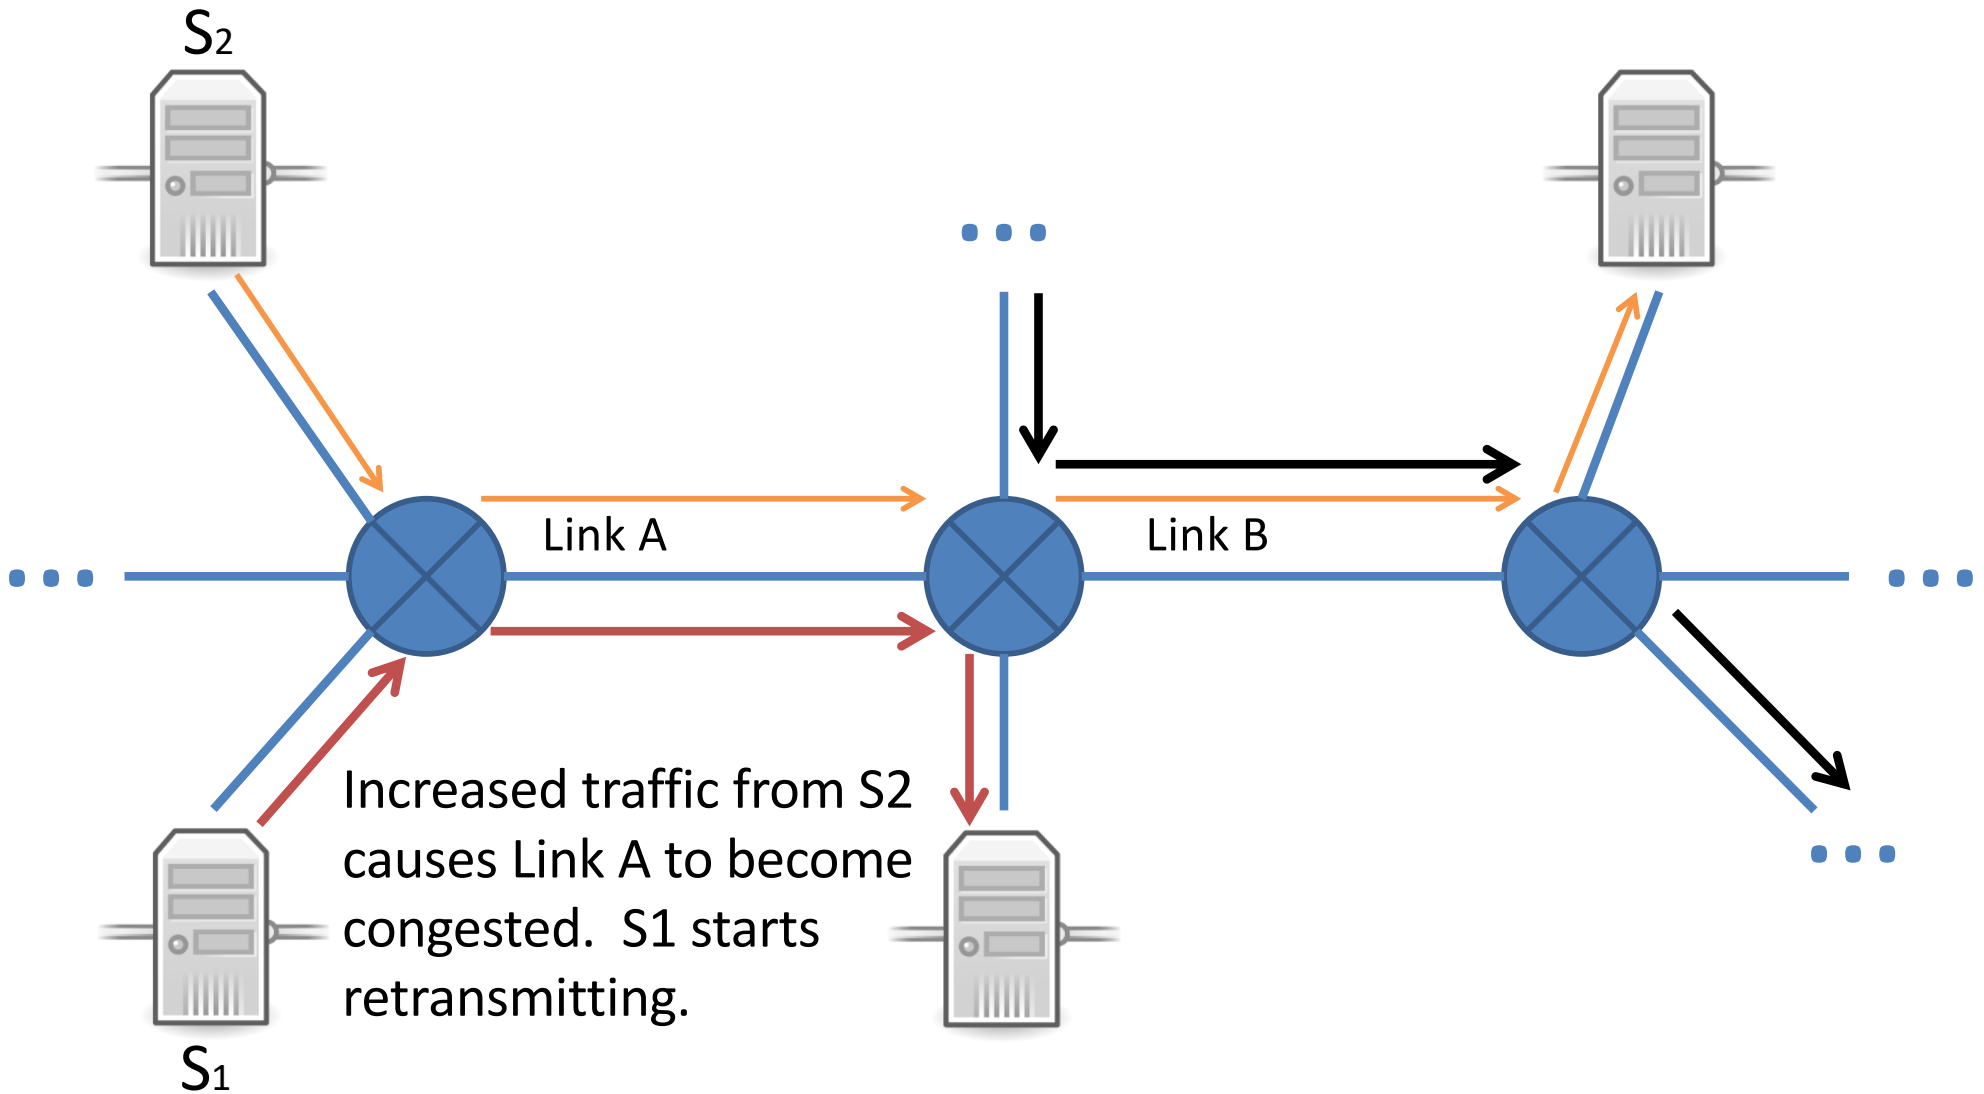 S2
Link A
Link B
Increased traffic from S2
causes Link A to become
congested.  S1 starts
retransmitting.
S1